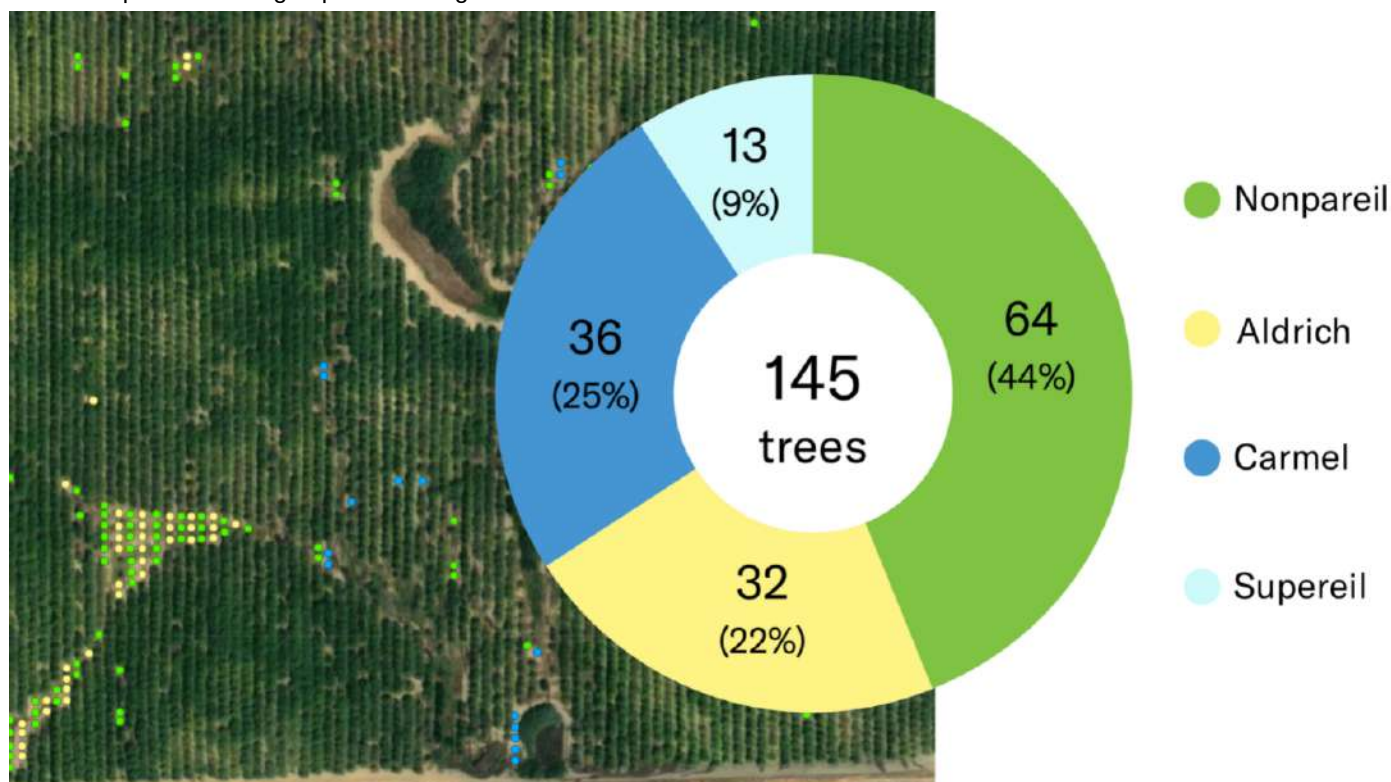 13
(9%)
64
(44%)
36
(25%)
145
trees
32
(22%)
Nonpareil
Aldrich
Carmel
Supereil